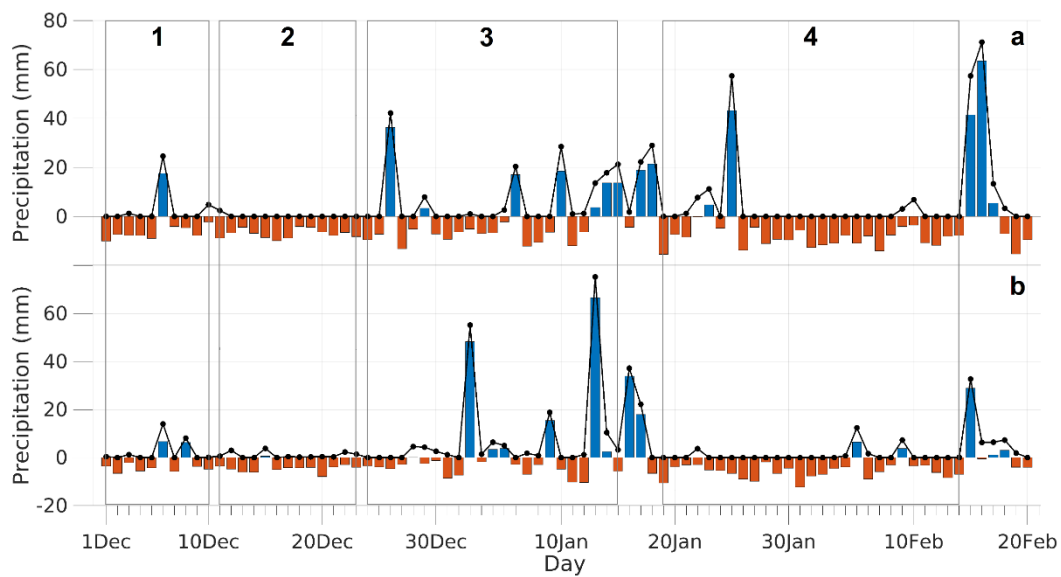 80
1
2
3
4
a
60
40
20
0
Precipitation (mm)
b
60
40
20
0
-20
Precipitation (mm)
1Dec
10Dec
20Dec
30Dec
10Jan
20Jan
30Jan
10Feb
20Feb
Day